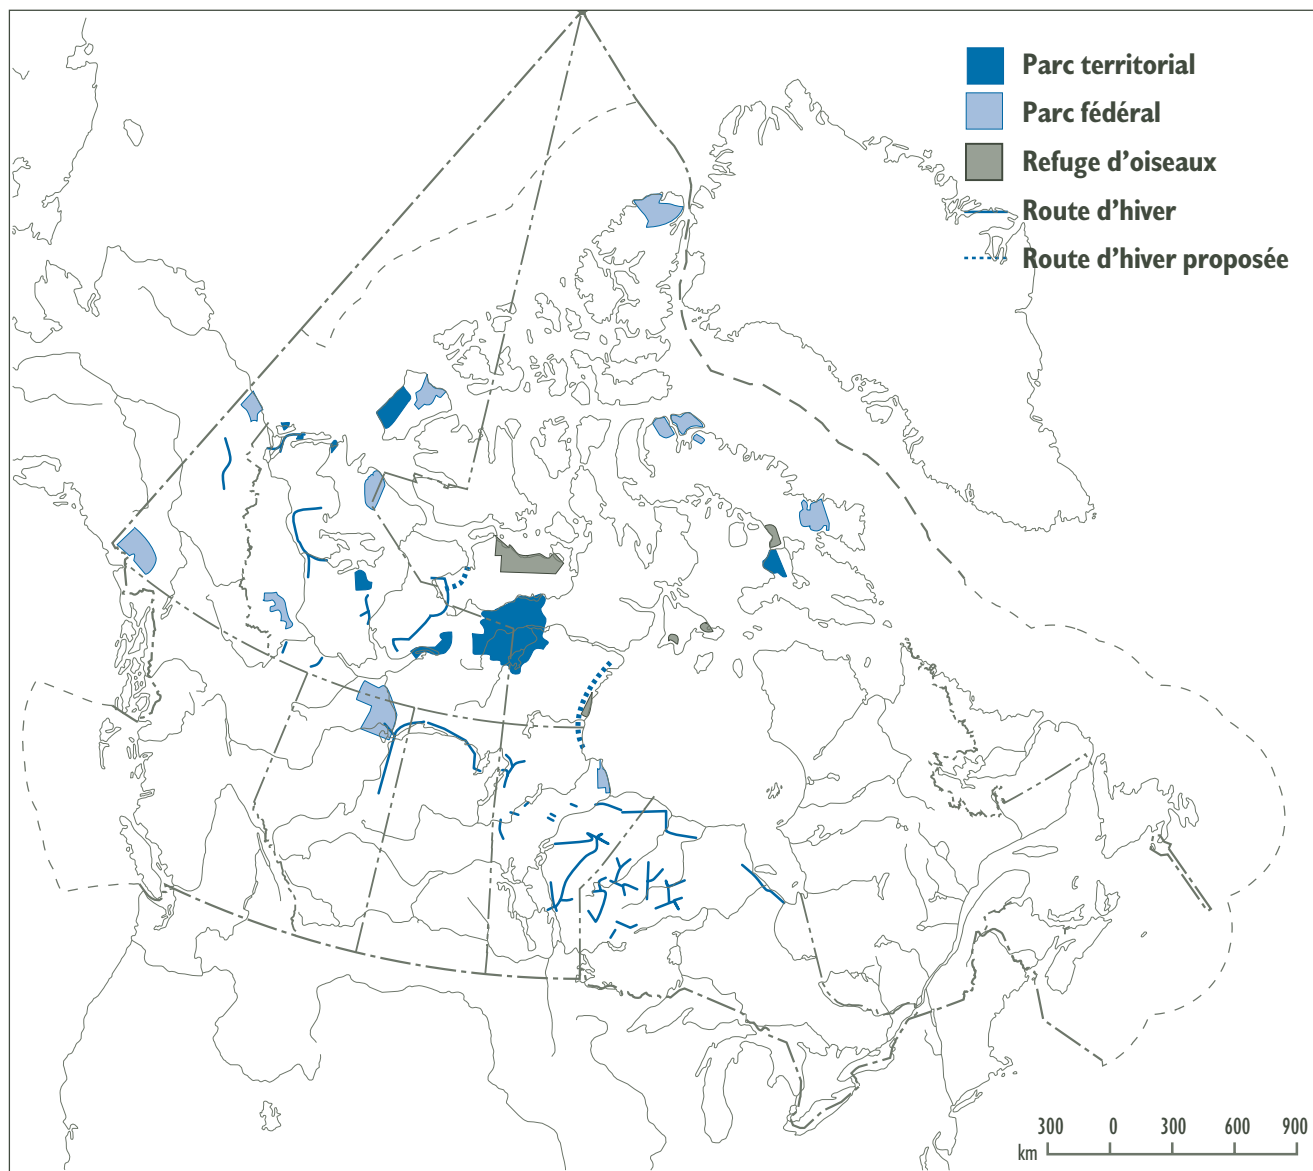 Parc territorial
Parc fédéral
Refuge d'oiseaux
Route d'hiver
Route d'hiver proposée
300 0 300 600 900
km